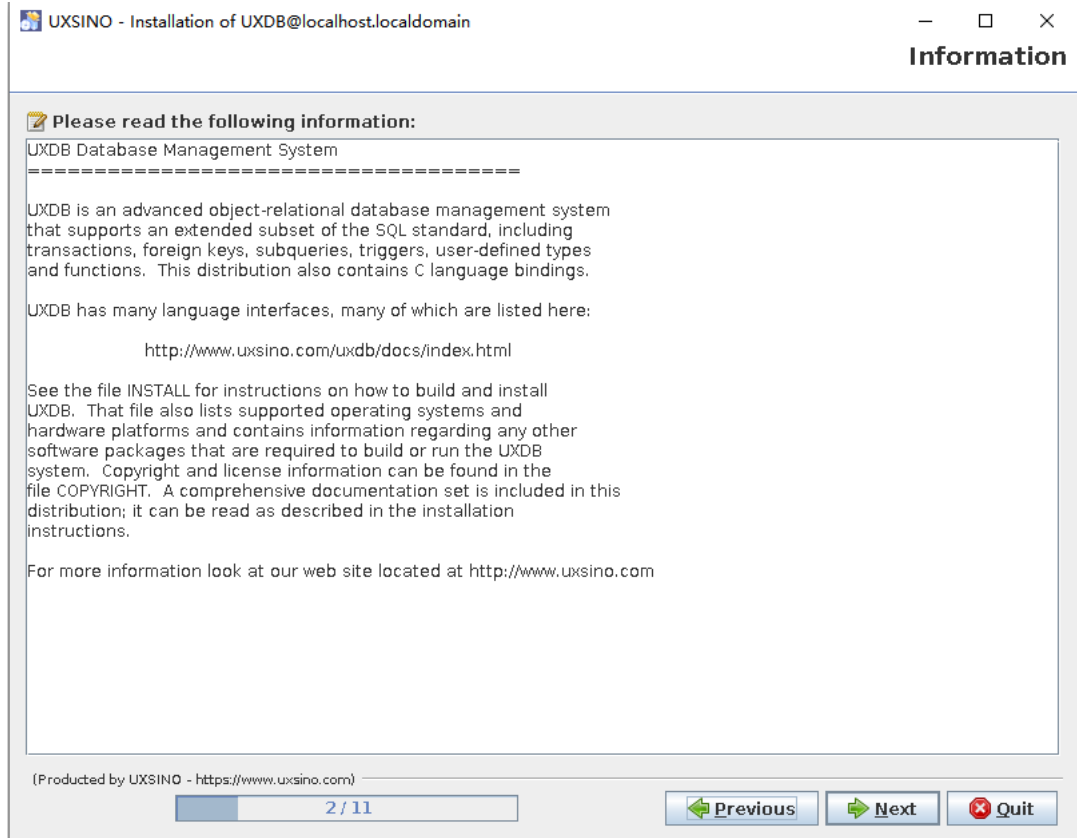 UXSINO - Installation of UXDB@localhost.localdomain
Information
Please read the following information:
UXDB Database Management System
=====================================
UXDB is an advanced object-relational database management system
that supports an extended subset of the SQL standard, including
transactions, foreign keys, subqueries, triggers, user-defined types
and functions.  This distribution also contains C language bindings.
UXDB has many language interfaces, many of which are listed here:
http://www.uxsino.com/uxdb/docs/index.html
See the file INSTALL for instructions on how to build and install
UXDB.  That file also lists supported operating systems and
hardware platforms and contains information regarding any other
software packages that are required to build or run the UXDB
system.  Copyright and license information can be found in the
file COPYRIGHT.  A comprehensive documentation set is included in this
distribution; it can be read as described in the installation
instructions.
For more information look at our web site located at http://www.uxsino.com
(Producted by UXSINO - https://www.uxsino.com)
2 / 11
Previous
Next
Quit